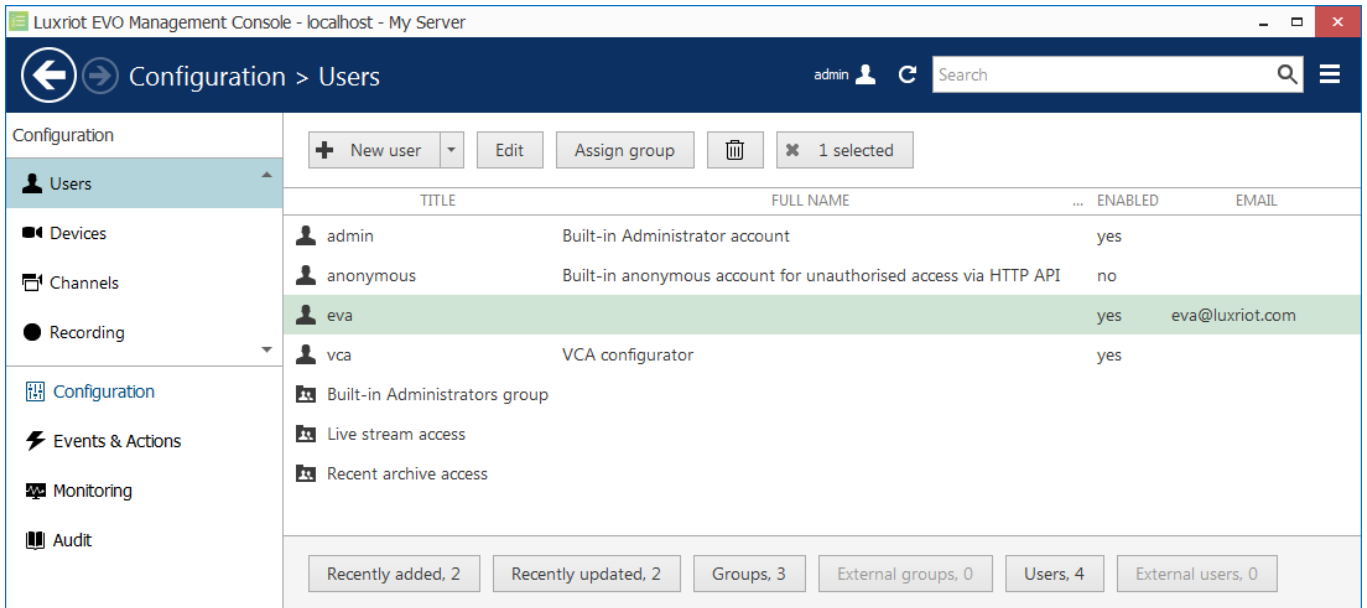 Luxriot EVO Management Console - localhost - My Server
Configuration > Users
admin
Search
Configuration
Users
Devices
Channels
Recording
Configuration
Events & Actions
Monitoring
Audit
New user
Edit
Assign group
1 selected
TITLE FULL NAME ... ENABLED EMAIL
admin Built-in Administrator account yes
anonymous Built-in anonymous account for unauthorised access via HTTP API no
eva yes eva@luxriot.com
vca VCA configurator yes
Built-in Administrators group
Live stream access
Recent archive access
Recently added, 2
Recently updated, 2
Groups, 3
External groups, 0
Users, 4
External users, 0